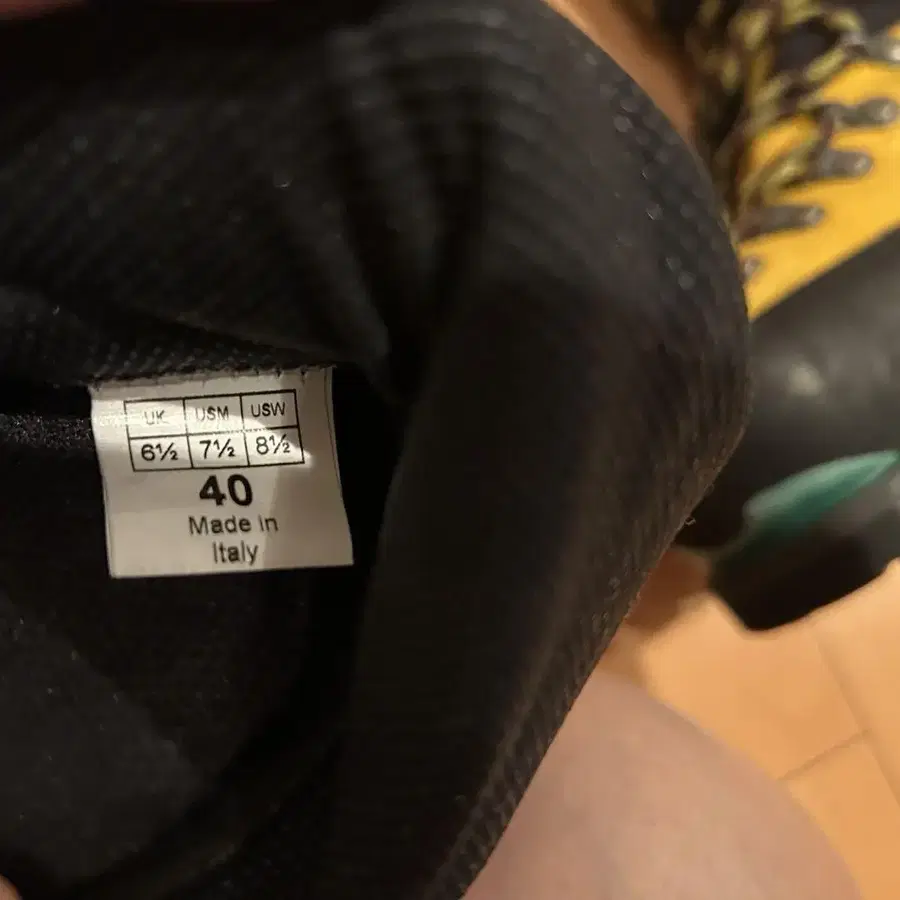 UK USM USW
6½ 7½ 8½
40
Made in
Italy